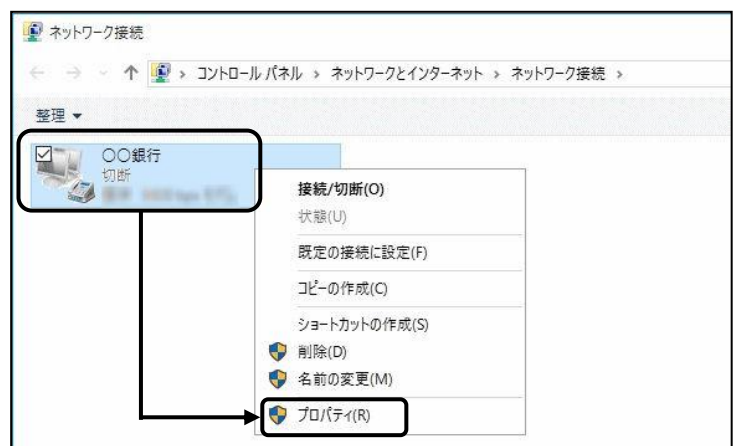 ネットワーク接続
コントロール パネル › ネットワークとインターネット › ネットワーク接続 ›
整理
〇〇銀行
切断
接続/切断(O)
状態(U)
既定の接続に設定(F)
コピーの作成(C)
ショートカットの作成(S)
削除(D)
名前の変更(M)
プロパティ(R)